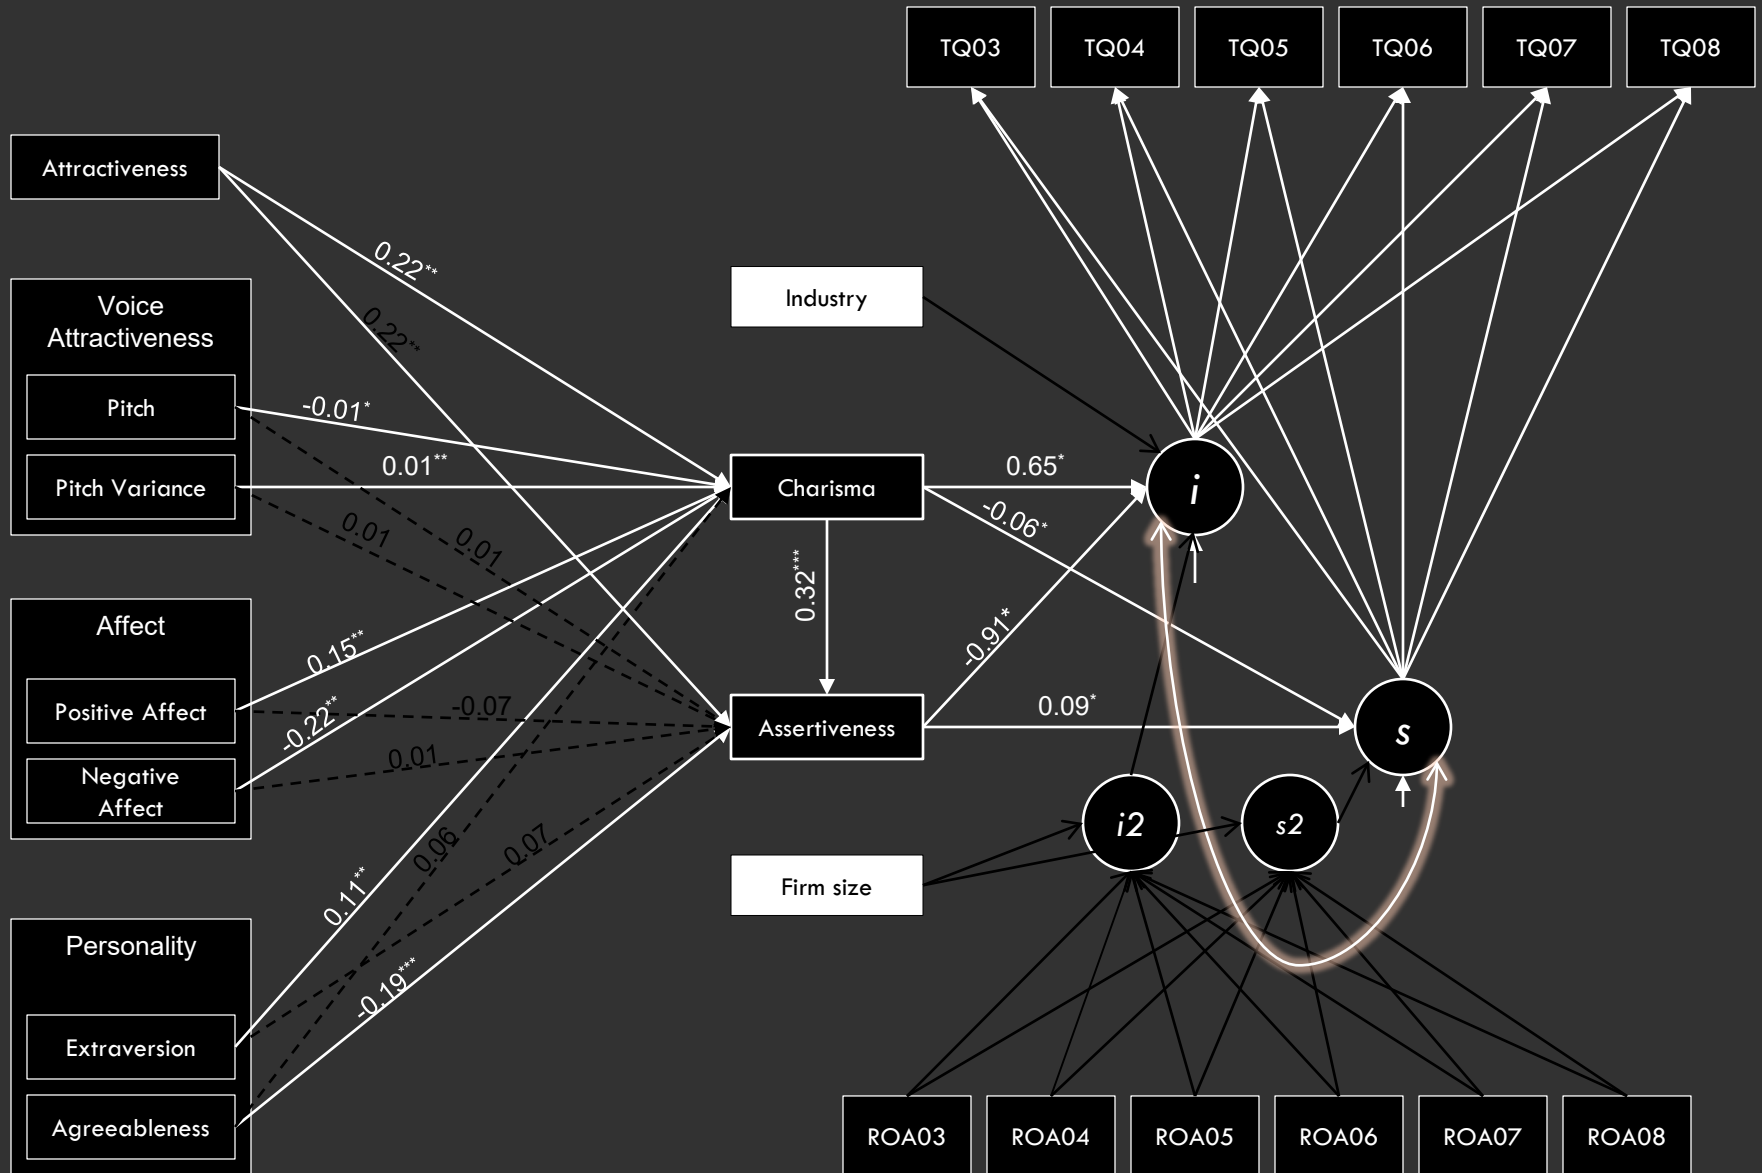 TQ03
TQ04
TQ05
TQ06
TQ07
TQ08
Attractiveness
0.22**
0.22**
Voice
Attractiveness
Pitch
Pitch Variance
-0.01*
0.01**
0.01
0.01
Industry
Charisma
0.65*
-0.06*
i
0.32***
-0.91*
Affect
Positive Affect
Negative
Affect
0.15**
-0.22**
-0.07
0.01
Assertiveness
0.09*
s
i2
s2
Firm size
0.06
0.07
0.11**
-0.19***
Personality
Extraversion
Agreeableness
ROA03
ROA04
ROA05
ROA06
ROA07
ROA08